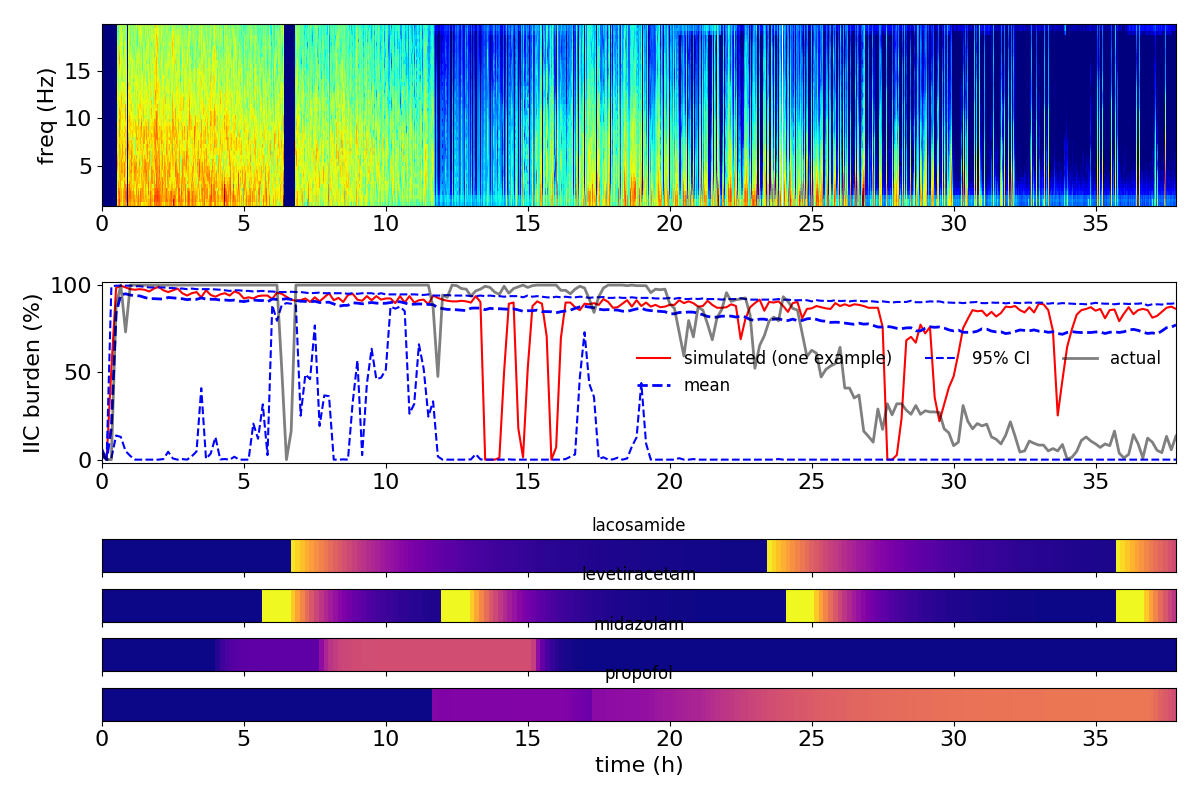 freq (Hz)
15
10
5
0 5 10 15 20 25 30 35
IIC burden (%)
100
50
0
simulated (one example) 95% CI actual
mean
0 5 10 15 20 25 30 35
lacosamide
levetiracetam
midazolam
propofol
0 5 10 15 20 25 30 35
time (h)